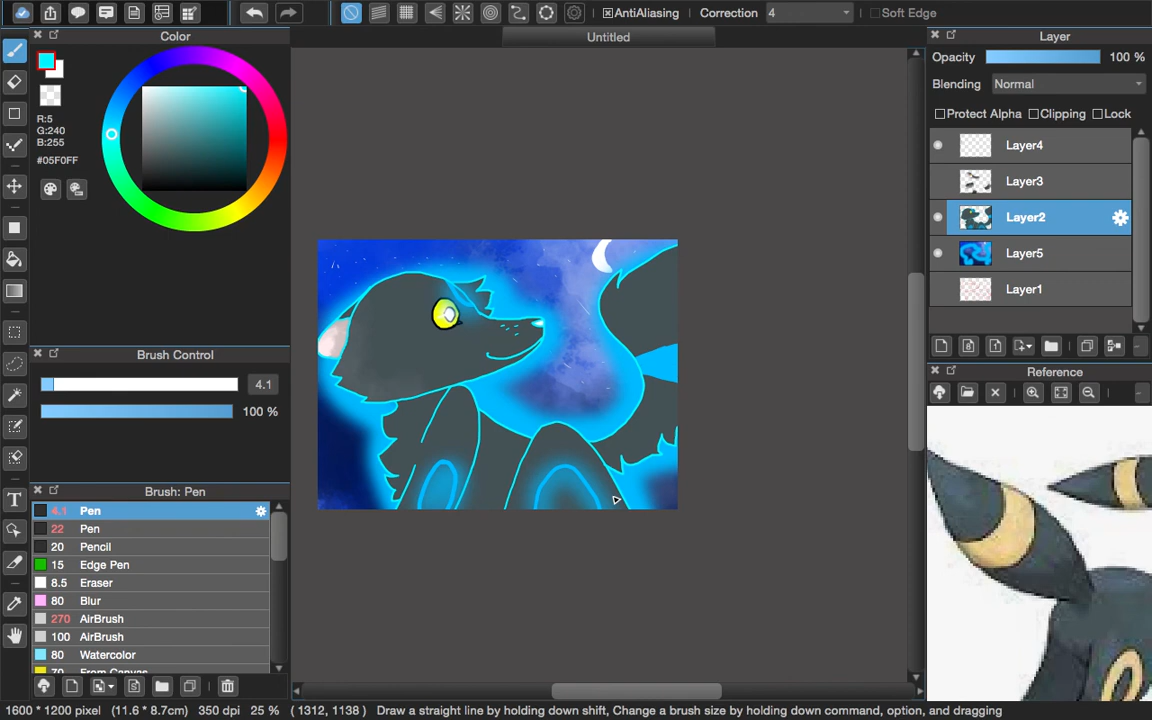 AntiAliasing Correction 4 Soft Edge
Color
Untitled
Layer
R:5
G:240
B:255
#05F0FF
Opacity 100 %
Blending Normal
Protect Alpha Clipping Lock
Layer4
Layer3
Layer2
Layer5
Layer1
Brush Control
4.1
100 %
Reference
Brush: Pen
4.1 Pen
22 Pen
20 Pencil
15 Edge Pen
8.5 Eraser
80 Blur
270 AirBrush
100 AirBrush
80 Watercolor
70 From Canvas
T
1600 * 1200 pixel (11.6 * 8.7cm) 350 dpi 25 % ( 1312, 1138 ) Draw a straight line by holding down shift, Change a brush size by holding down command, option, and dragging